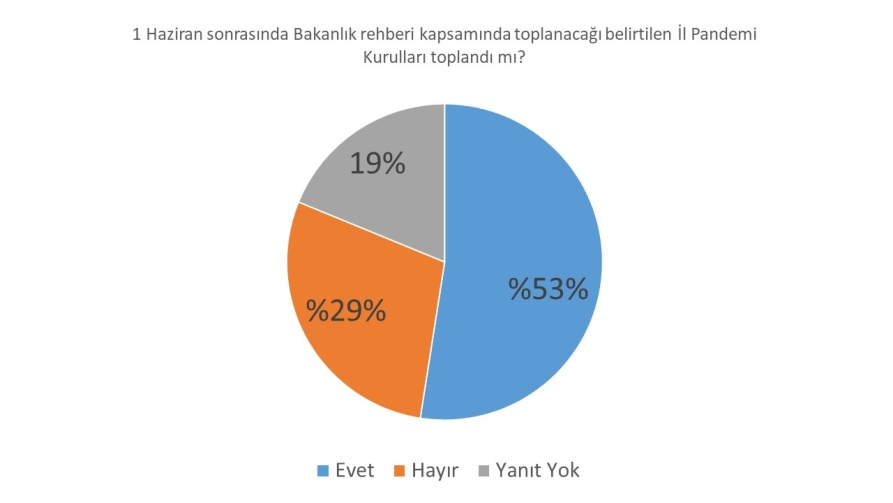 1 Haziran sonrasında Bakanlık rehberi kapsamında toplanacağı belirtilen İl Pandemi
Kurulları toplandı mı?
19%
%53%
%29%
Evet Hayır Yanıt Yok